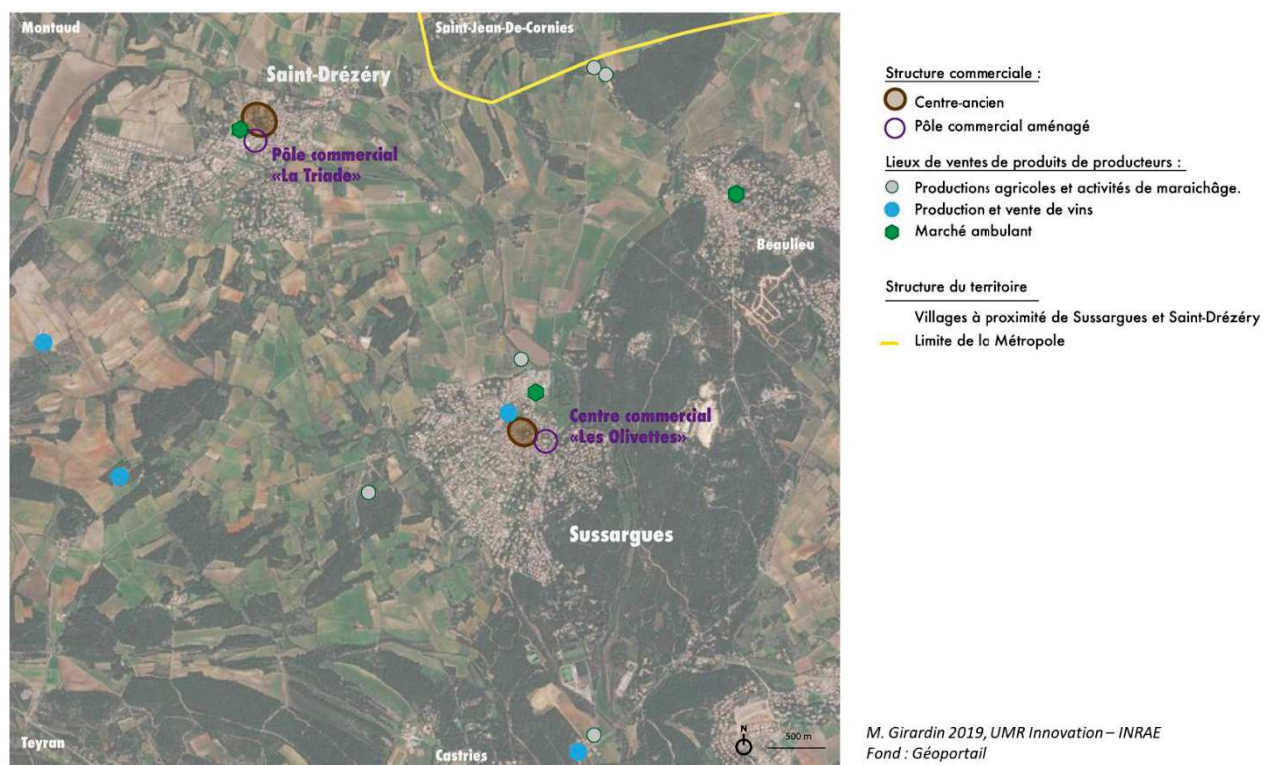 Montaud
Saint-Jean-De-Cornies
Saint-Drézéry
Pôle commercial
«La Triade»
Beaulieu
Centre commercial
«Les Olivettes»
Sussargues
Teyran
Castries
N
500 m
Structure commerciale :
Centre-ancien
Pôle commercial aménagé
Lieux de ventes de produits de producteurs :
Productions agricoles et activités de maraichâge.
Production et vente de vins
Marché ambulant
Structure du territoire
Villages à proximité de Sussargues et Saint-Drézéry
Limite de la Métropole
M. Girardin 2019, UMR Innovation – INRAE
Fond : Géoportail